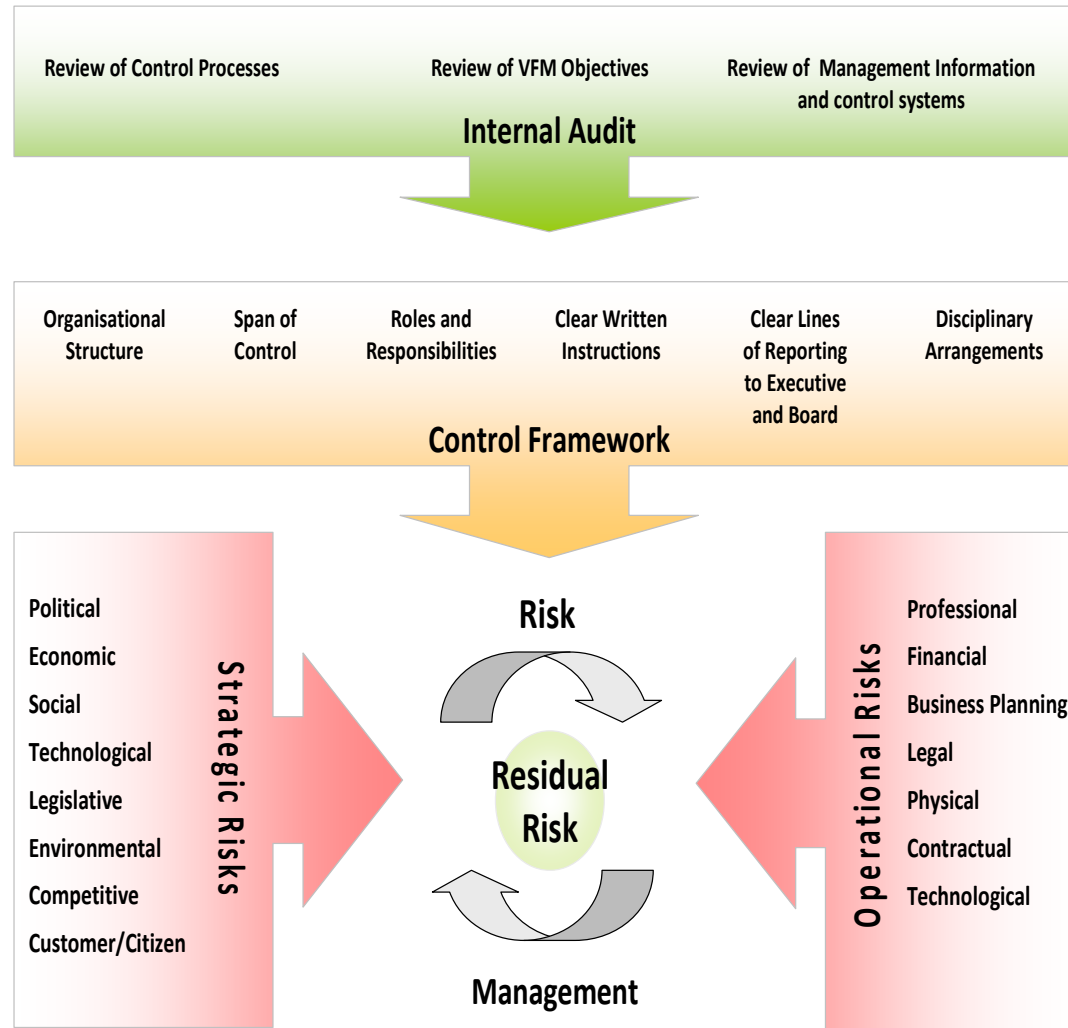 Review of Control Processes
Review of VFM Objectives
Review of Management Information
and control systems
Internal Audit
Organisational
Structure
Span of
Control
Roles and
Responsibilities
Clear Written
Instructions
Clear Lines
of Reporting
to Executive
and Board
Disciplinary
Arrangements
Control Framework
Political
Economic
Social
Technological
Legislative
Environmental
Competitive
Customer/Citizen
Strategic Risks
Risk
Residual
Risk
Management
Operational Risks
Professional
Financial
Business Planning
Legal
Physical
Contractual
Technological